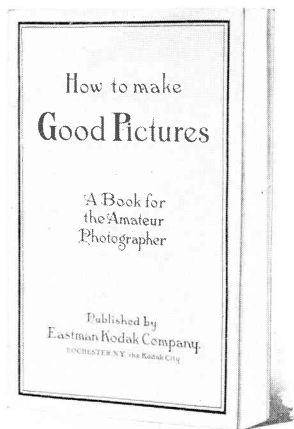 How to make
Good Pictures
A Book for
the Amateur
Photographer
Published by
Eastman Kodak Company.
ROCHESTER N.Y. the Kodak City